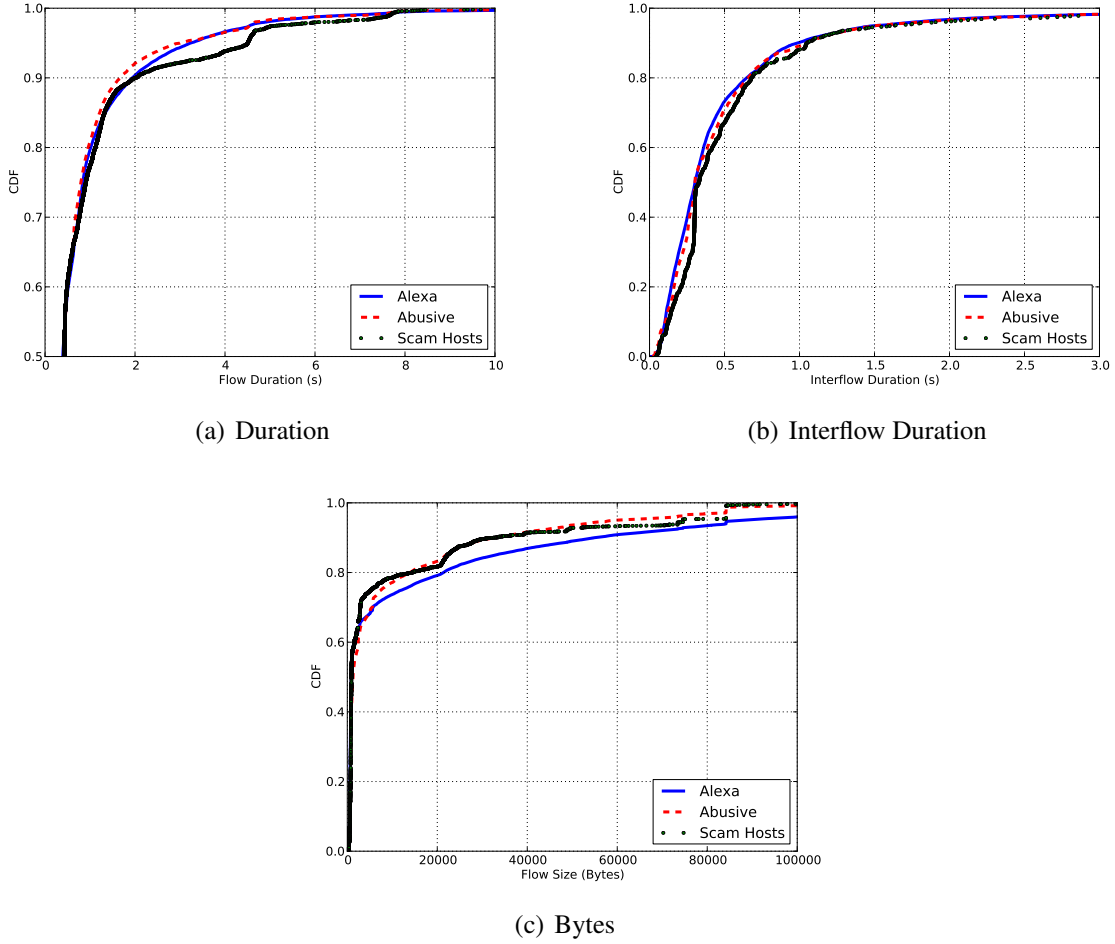 1.0
0.9
0.8
0.7
0.6
0.5
CDF
0 2 4 6 8 10
Flow Duration (s)
Alexa
Abusive
Scam Hosts
(a) Duration
1.0
0.8
0.6
0.4
0.2
0.0
CDF
0.0 0.5 1.0 1.5 2.0 2.5 3.0
Interflow Duration (s)
Alexa
Abusive
Scam Hosts
(b) Interflow Duration
1.0
0.8
0.6
0.4
0.2
0.0
CDF
0 20000 40000 60000 80000 100000
Flow Size (Bytes)
Alexa
Abusive
Scam Hosts
(c) Bytes